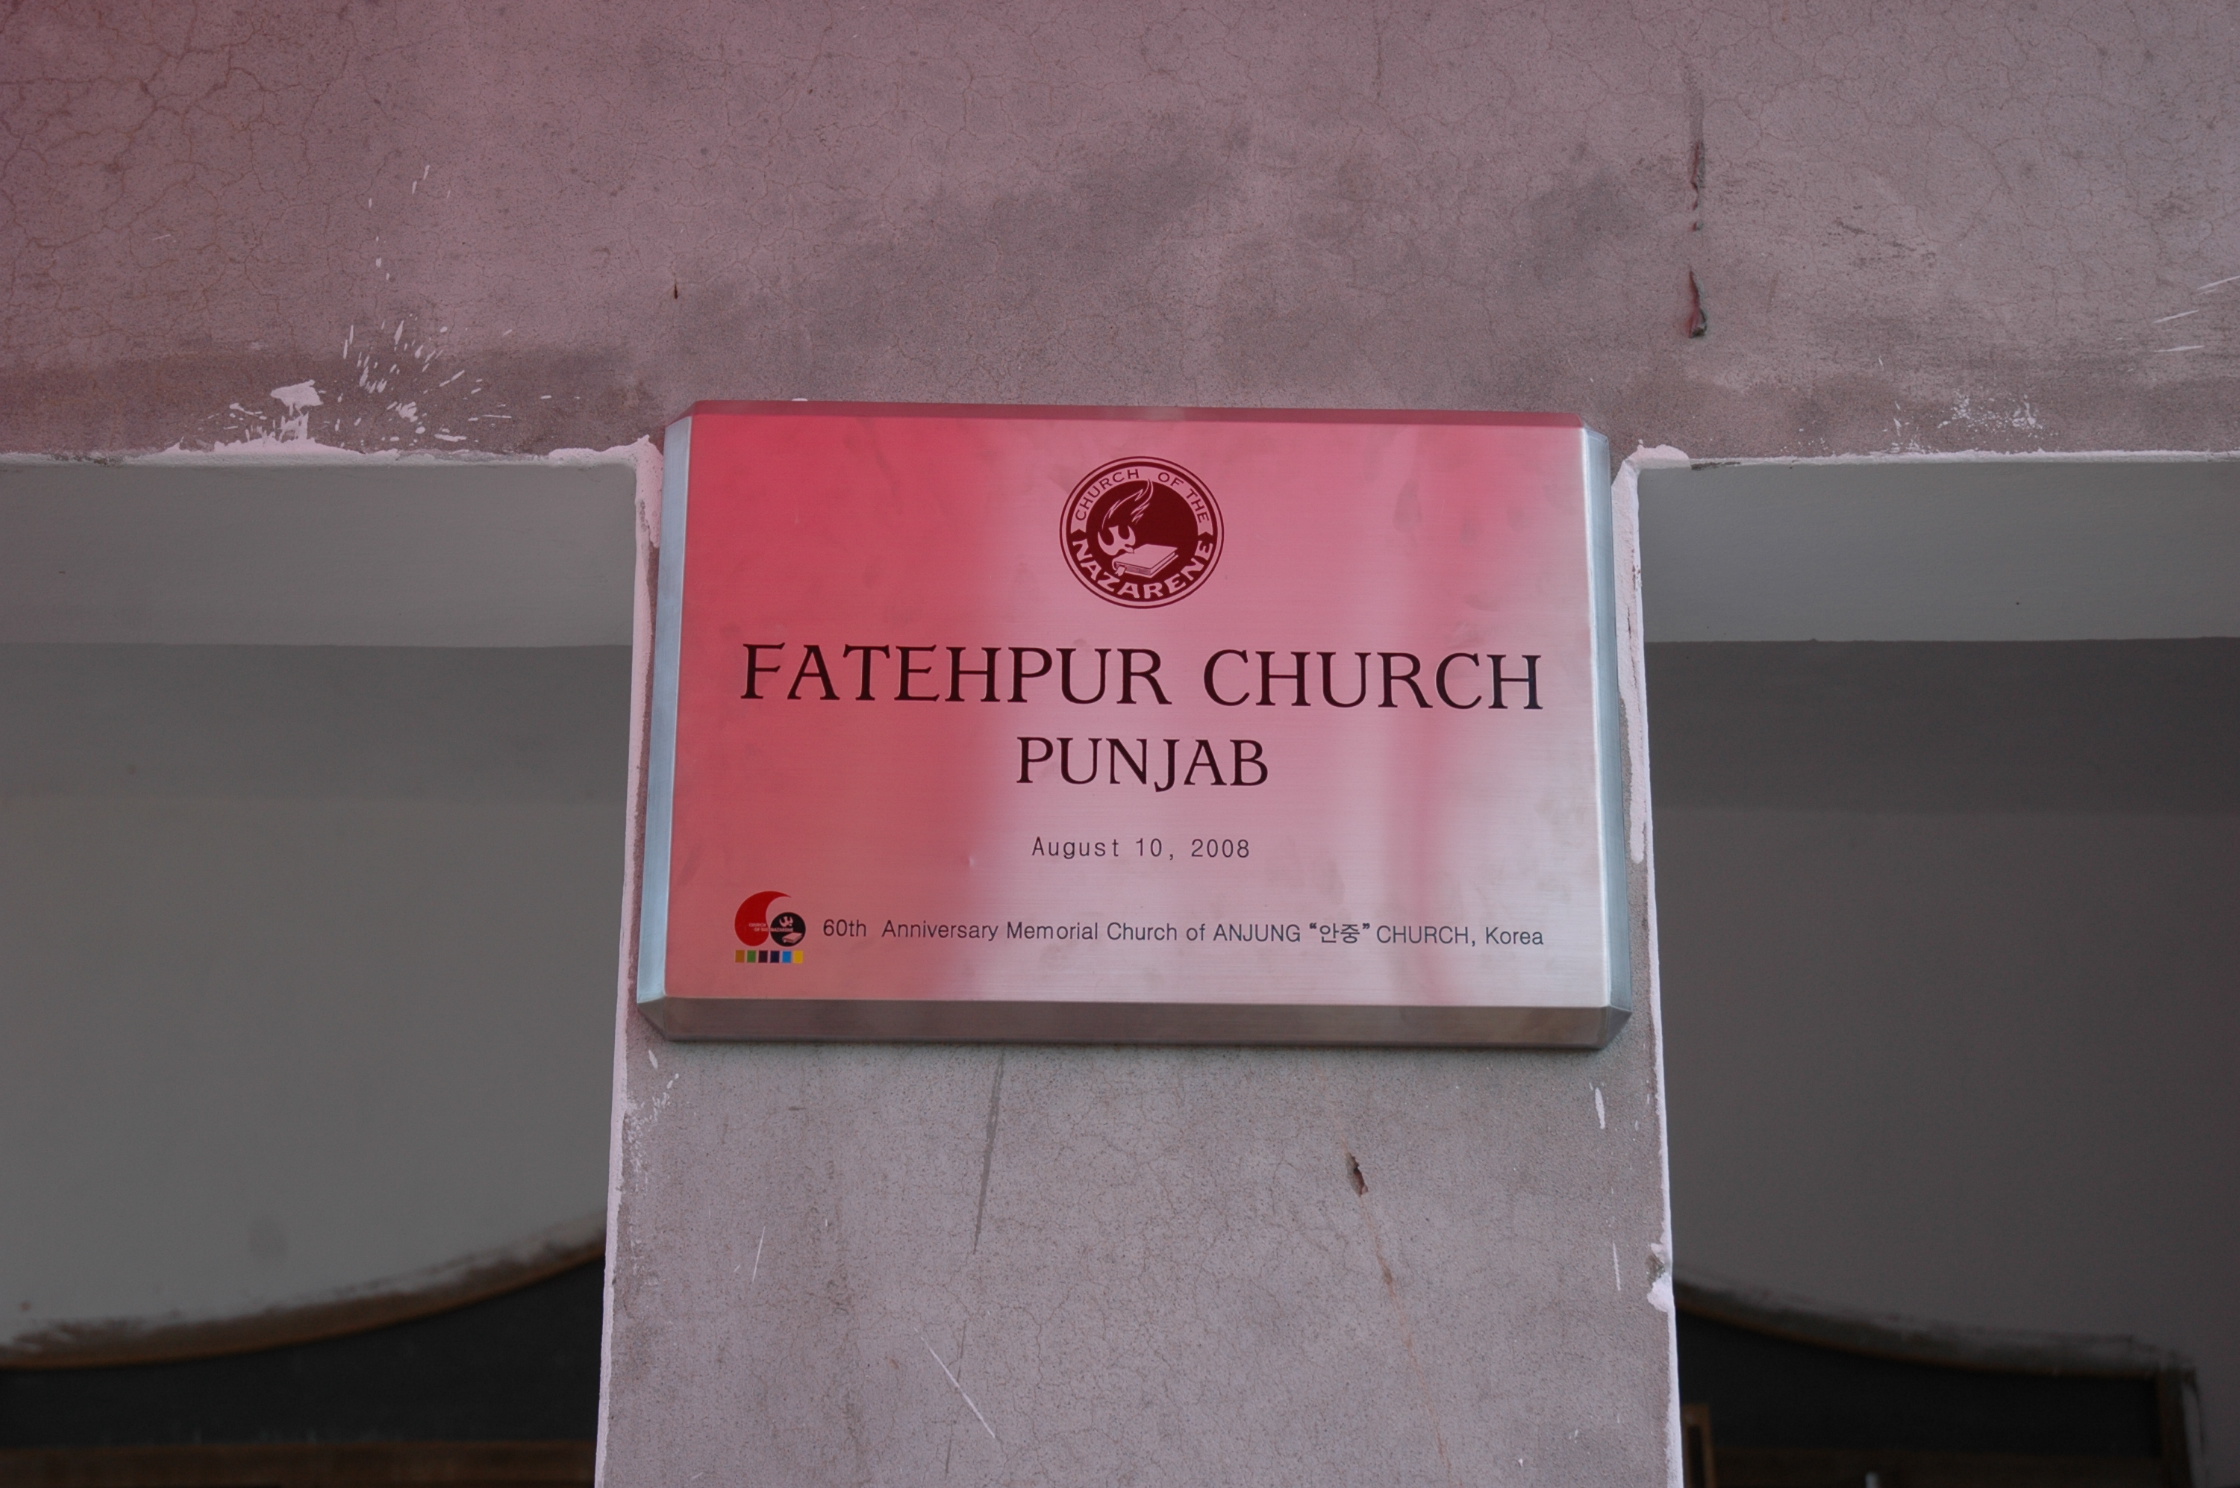 CHURCH OF THE
NAZARENE
FATEHPUR CHURCH
PUNJAB
August 10, 2008
60th Anniversary Memorial Church of ANJUNG “안중” CHURCH, Korea